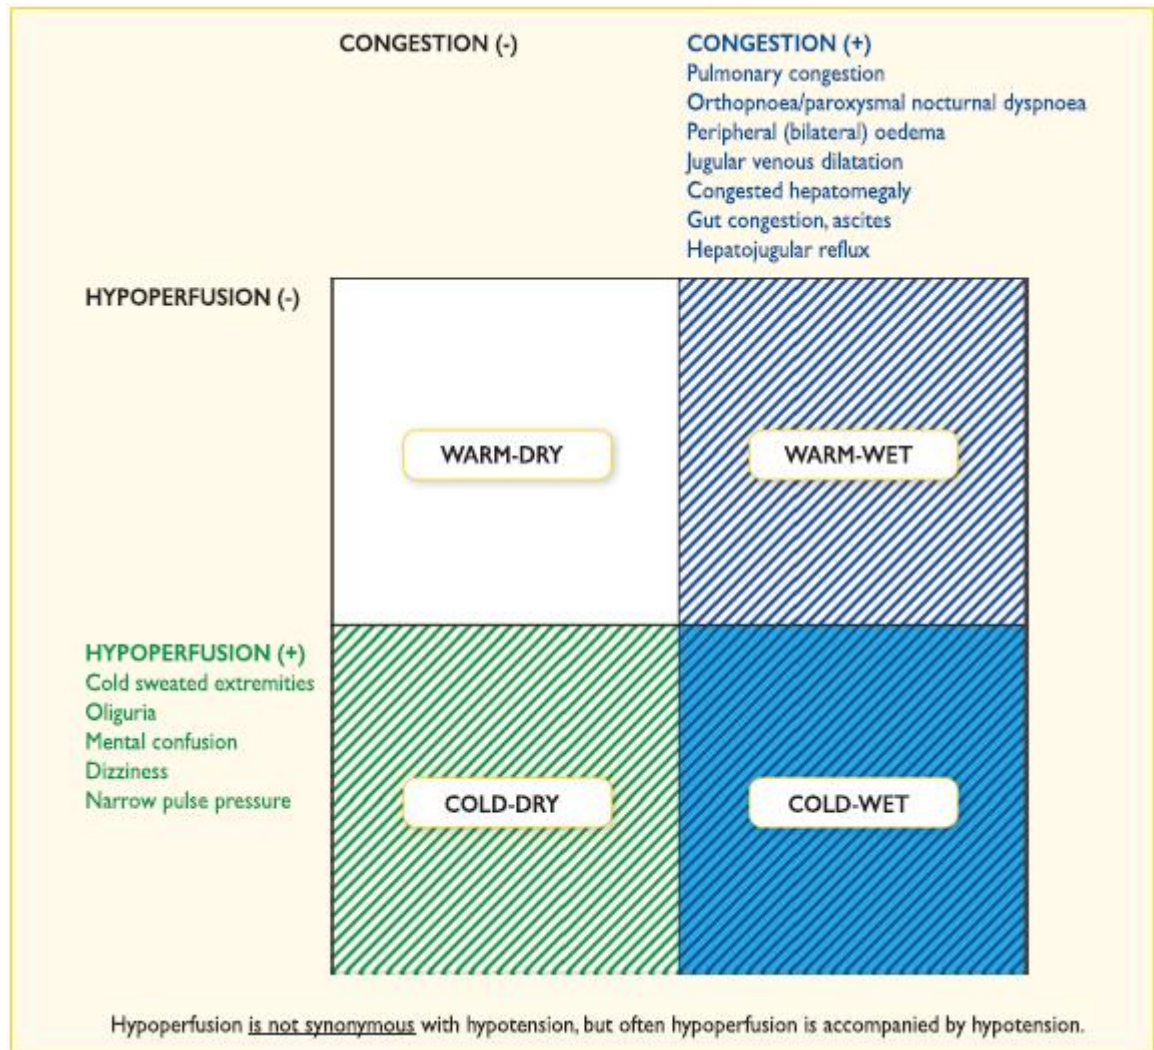 CONGESTION (-)
CONGESTION (+)
Pulmonary congestion
Orthopnoea/paroxysmal nocturnal dyspnoea
Peripheral (bilateral) oedema
Jugular venous dilatation
Congested hepatomegaly
Gut congestion, ascites
Hepatojugular reflux
HYPOPERFUSION (-)
WARM-DRY
WARM-WET
HYPOPERFUSION (+)
Cold sweated extremities
Oliguria
Mental confusion
Dizziness
Narrow pulse pressure
COLD-DRY
COLD-WET
Hypoperfusion is not synonymous with hypotension, but often hypoperfusion is accompanied by hypotension.